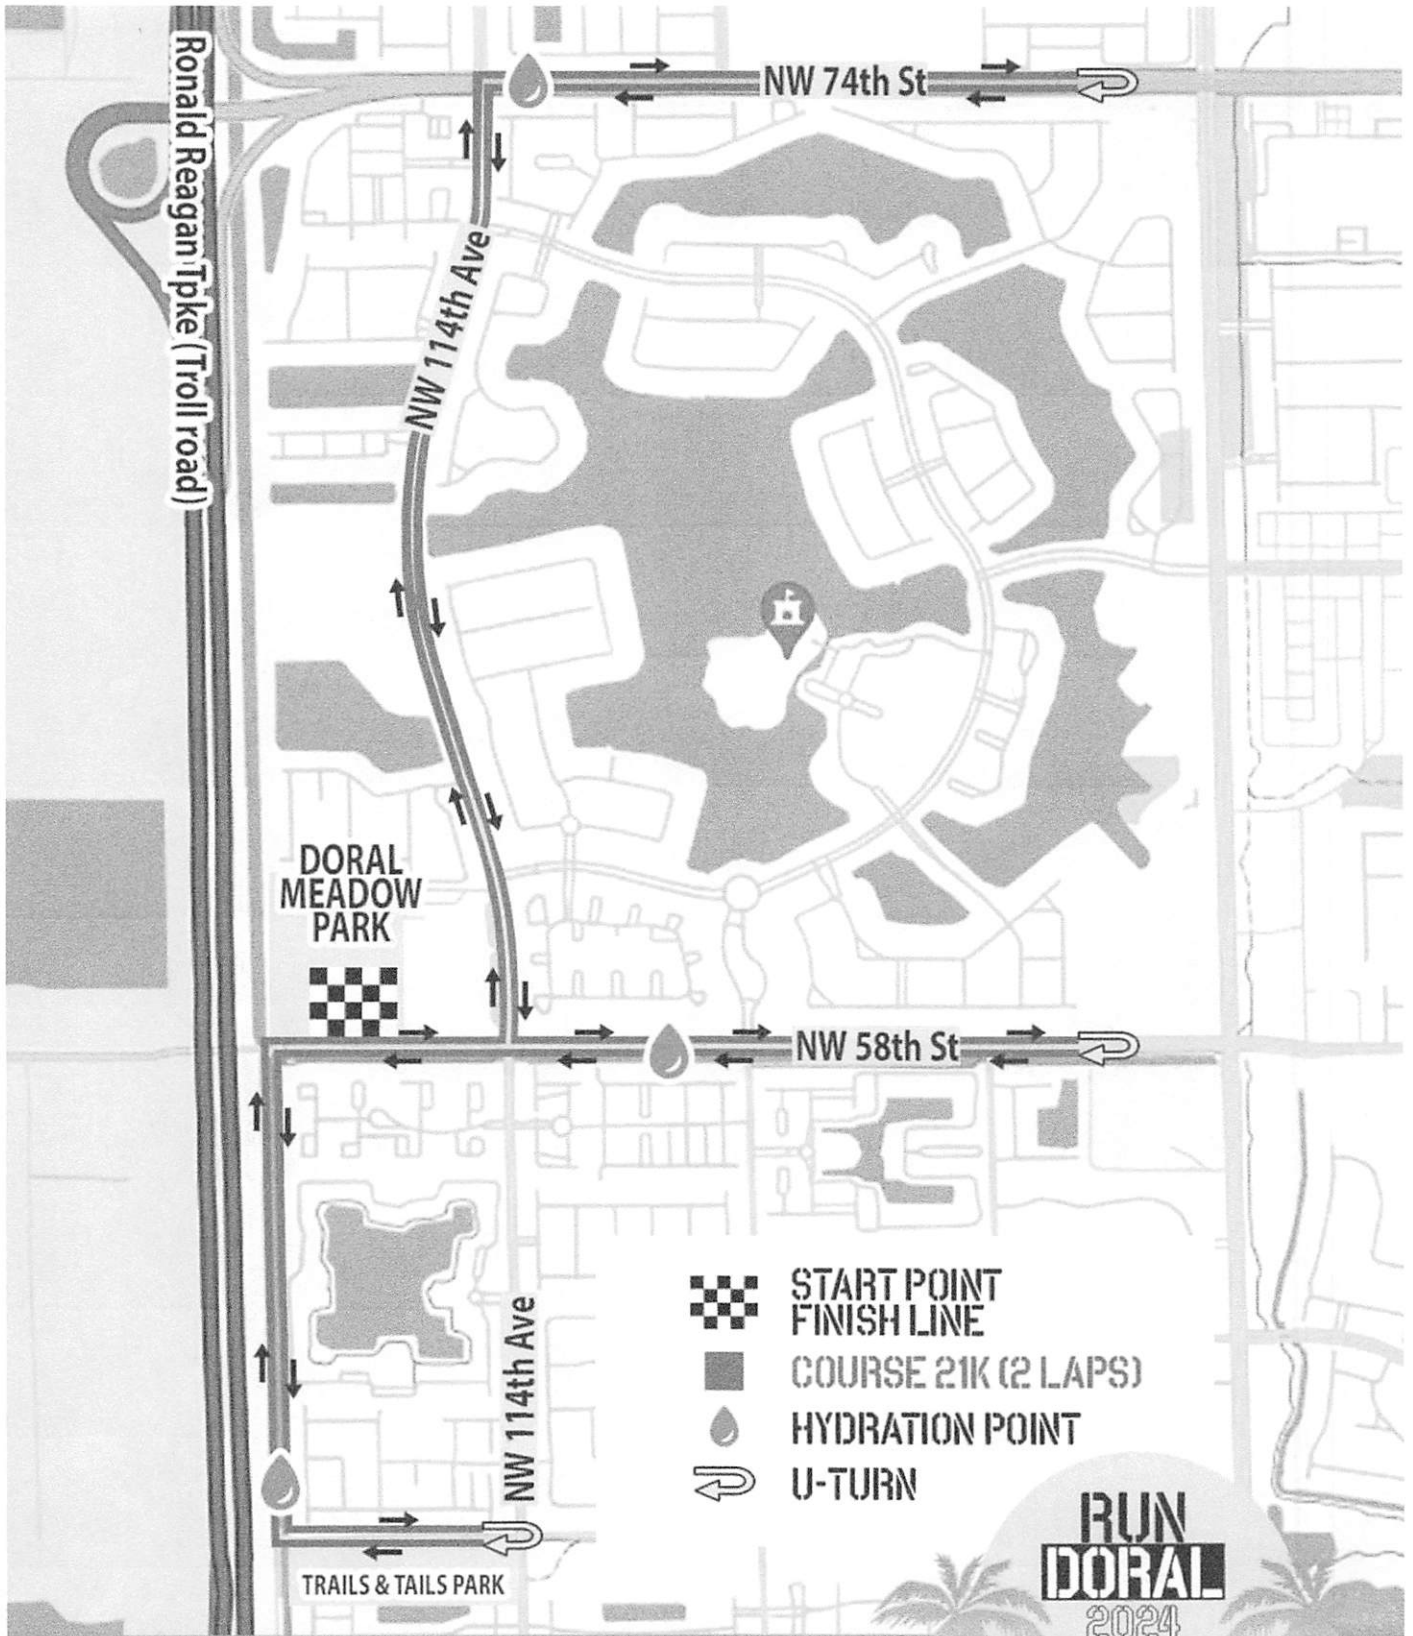 Ronald Reagan Tpke (Troll road)
NW 74th St
NW 114th Ave
DORAL
MEADOW
PARK
NW 58th St
NW 114th Ave
START POINT
FINISH LINE
COURSE 21K (2 LAPS)
HYDRATION POINT
U-TURN
TRAILS & TAILS PARK
RUN
DORAL
2024